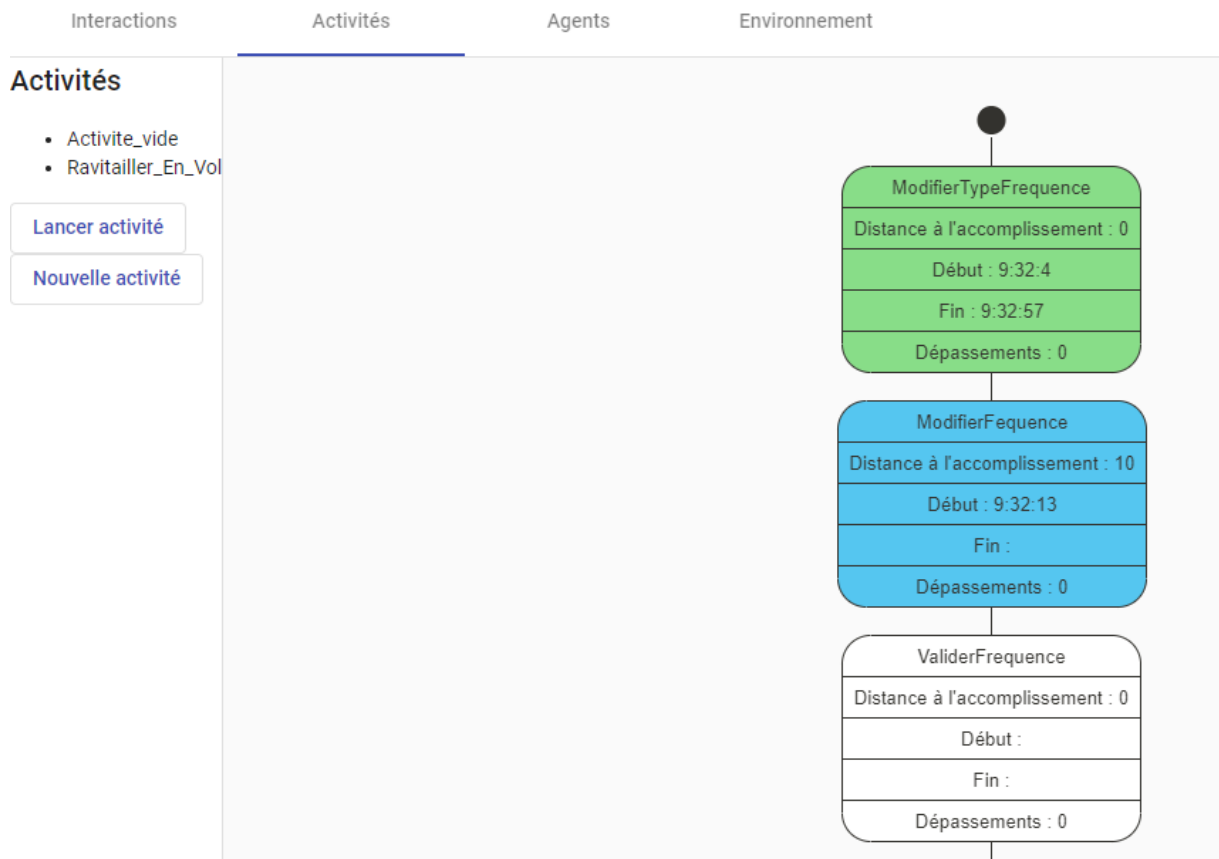 Interactions Activités Agents Environnement
Activités
• Activite_vide
• Ravitailler_En_Vol
Lancer activité
Nouvelle activité
ModifierTypeFrequence
Distance à l'accomplissement : 0
Début : 9:32:4
Fin : 9:32:57
Dépassements : 0
ModifierFequence
Distance à l'accomplissement : 10
Début : 9:32:13
Fin :
Dépassements : 0
ValiderFrequence
Distance à l'accomplissement : 0
Début :
Fin :
Dépassements : 0